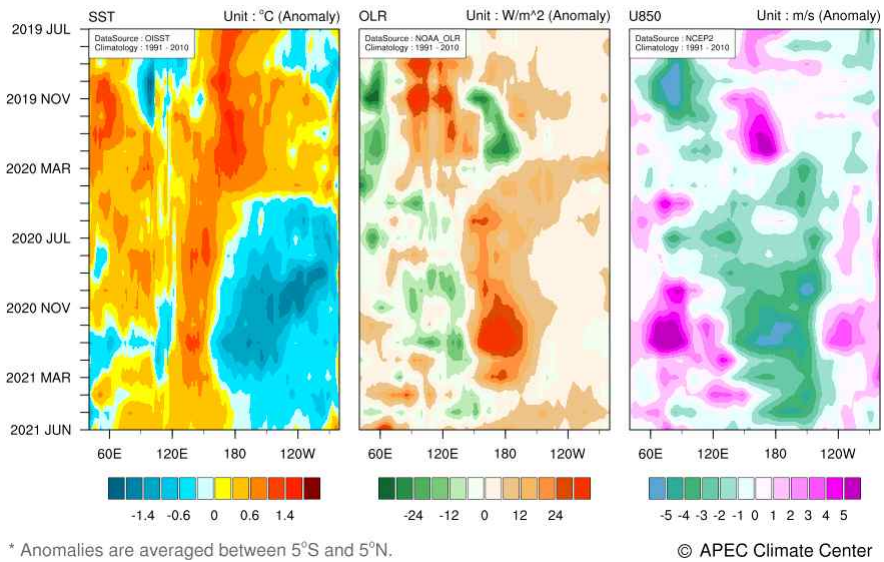 SST Unit : °C (Anomaly)
DataSource : OISST
Climatology : 1991 - 2010
OLR Unit : W/m^2 (Anomaly)
DataSource : NOAA_OLR
Climatology : 1991 - 2010
U850 Unit : m/s (Anomaly)
DataSource : NCEP2
Climatology : 1991 - 2010
2019 JUL
2019 NOV
2020 MAR
2020 JUL
2020 NOV
2021 MAR
2021 JUN
60E 120E 180 120W
60E 120E 180 120W
60E 120E 180 120W
-1.4 -0.6 0 0.6 1.4
-24 -12 0 12 24
-5 -4 -3 -2 -1 0 1 2 3 4 5
* Anomalies are averaged between 5°S and 5°N.
© APEC Climate Center